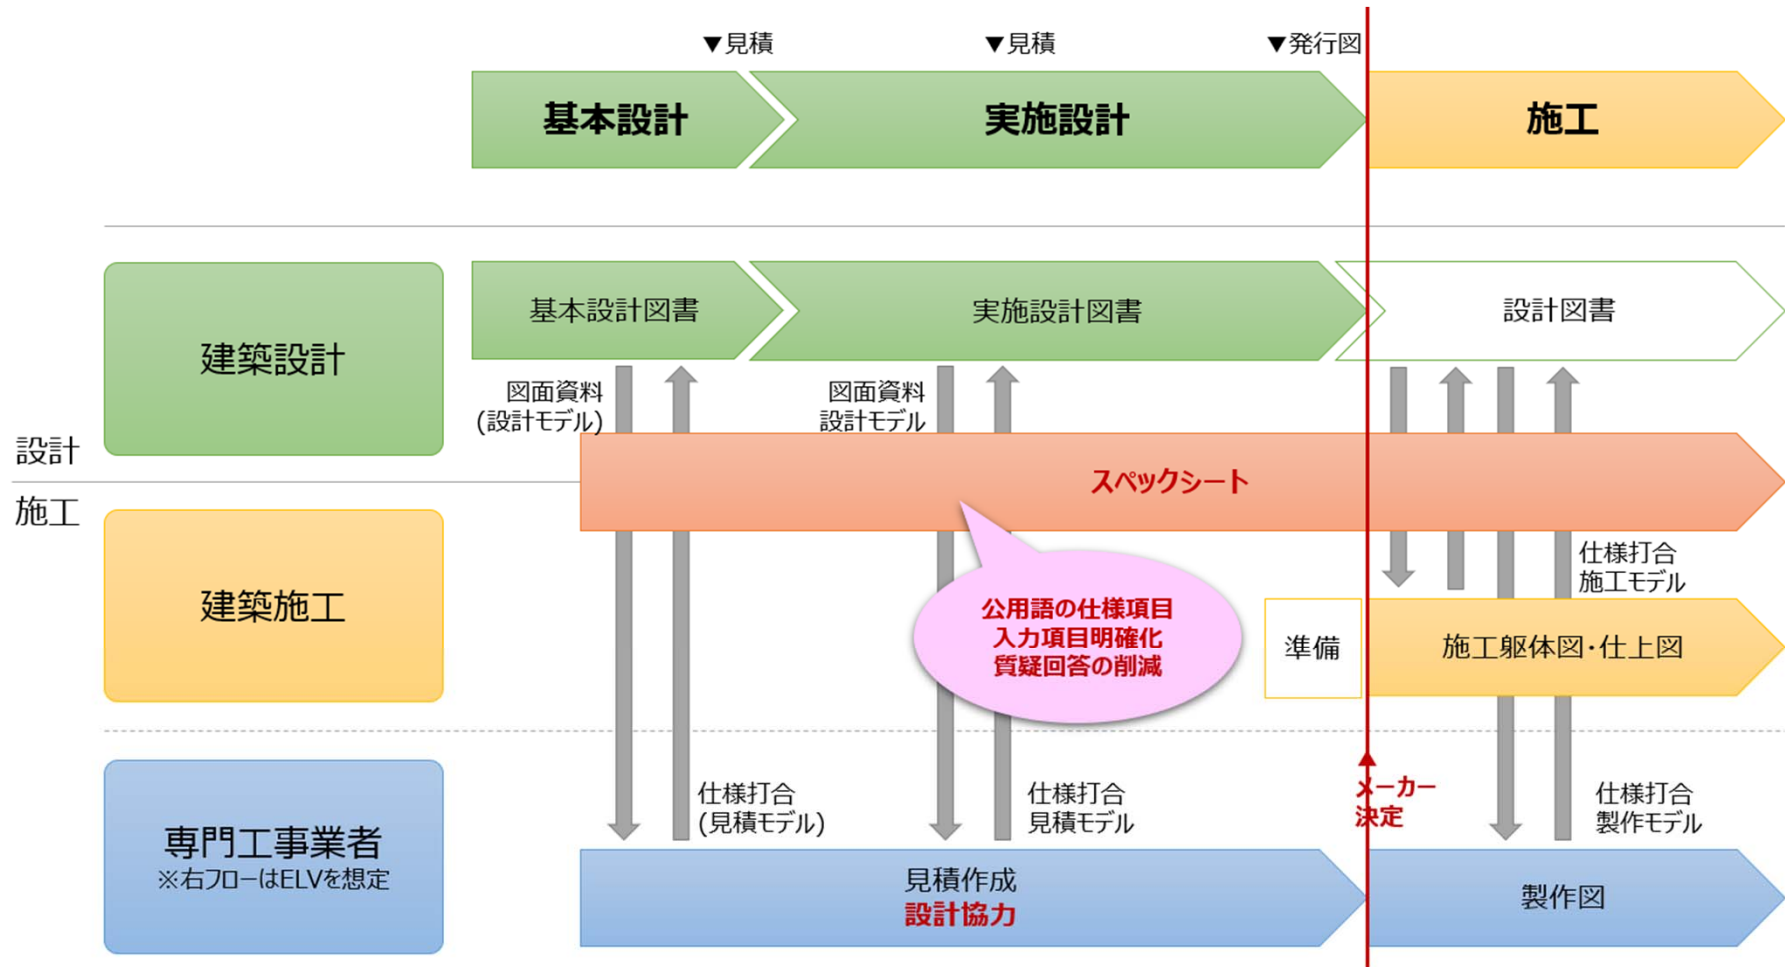 ▼見積
▼見積
▼発行図
基本設計
実施設計
施工
建築設計
基本設計図書
実施設計図書
設計図書
図面資料
(設計モデル)
図面資料
設計モデル
設計
施工
スペックシート
建築施工
公用語の仕様項目
入力項目明確化
質疑回答の削減
仕様打合
施工モデル
準備
施工躯体図・仕上図
専門工事業者
※右フローはELVを想定
仕様打合
(見積モデル)
仕様打合
見積モデル
メーカー
決定
仕様打合
製作モデル
見積作成
設計協力
製作図